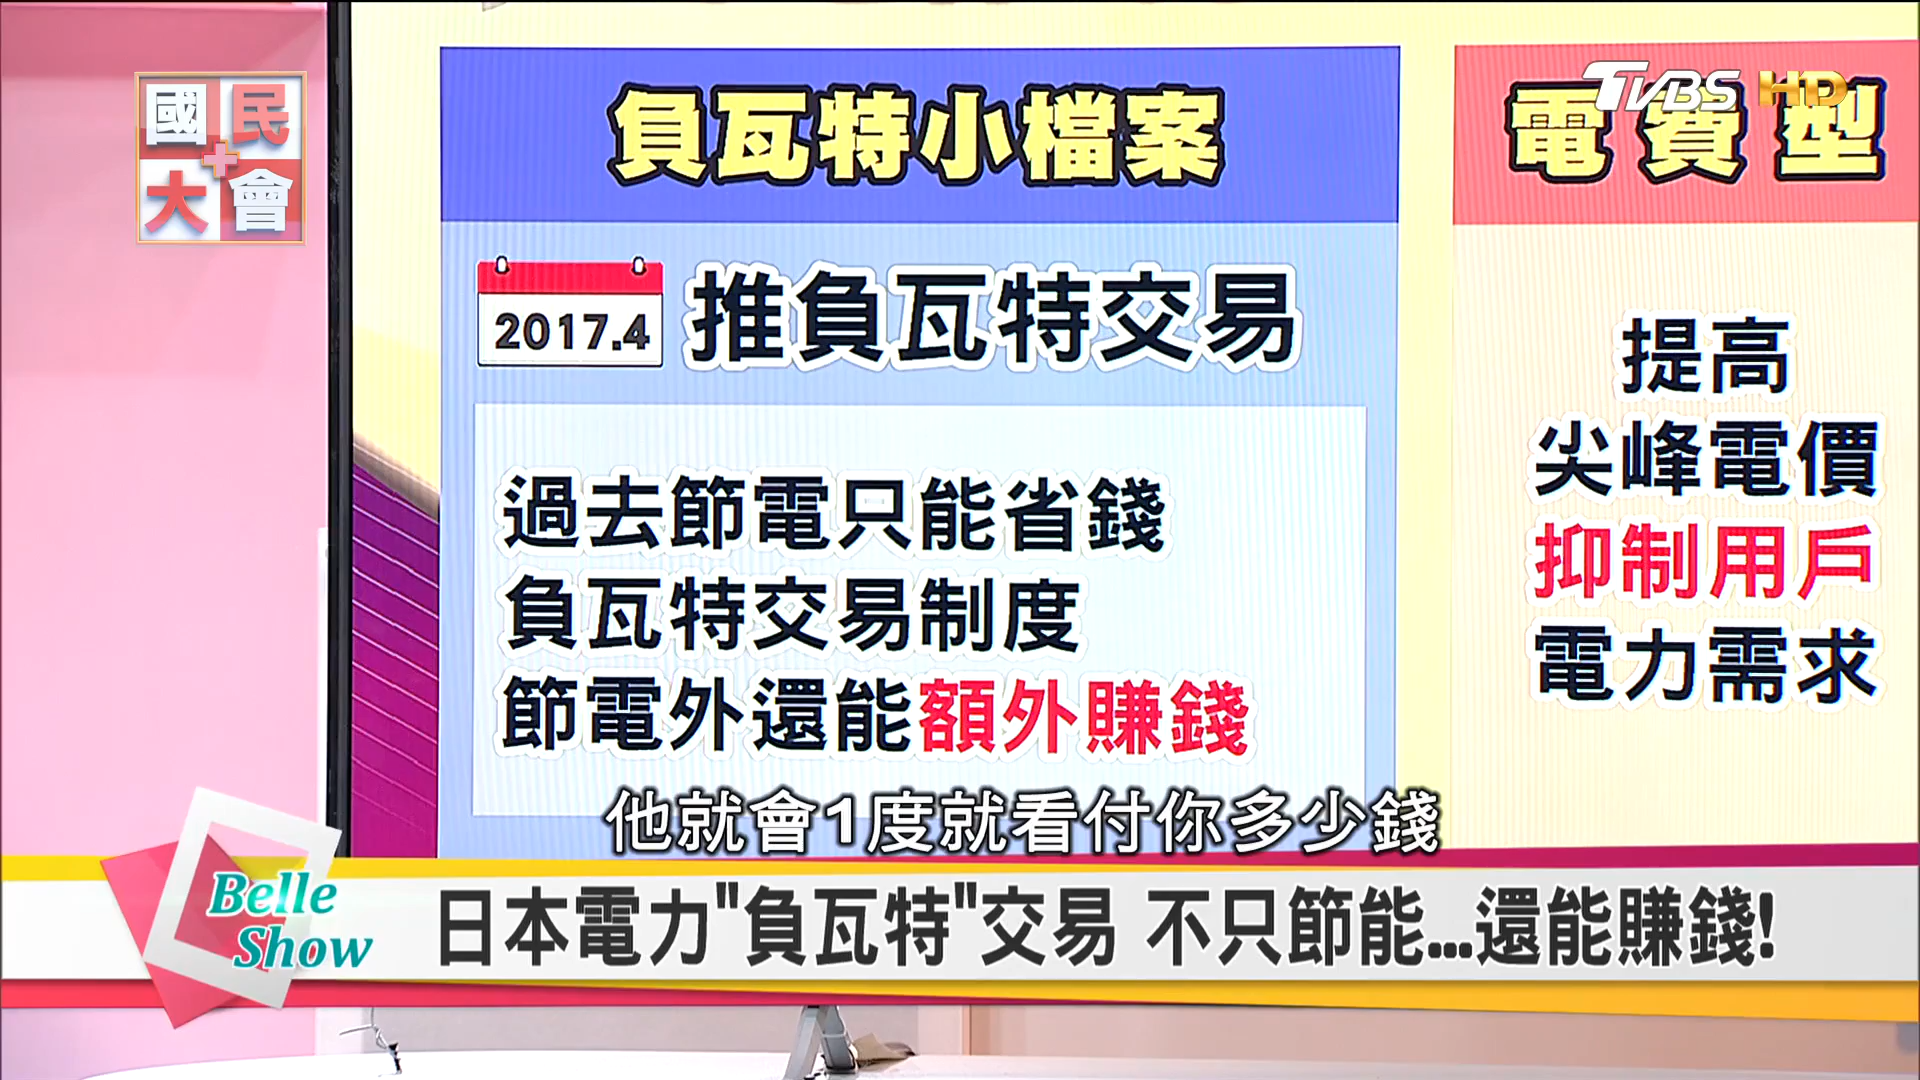 國民
大會
TVBS HD
負瓦特小檔案
2017.4
推負瓦特交易
過去節電只能省錢
負瓦特交易制度
節電外還能額外賺錢
電費型
提高
尖峰電價
抑制用戶
電力需求
他就會1度就看付你多少錢
Belle
Show
日本電力"負瓦特"交易 不只節能...還能賺錢!